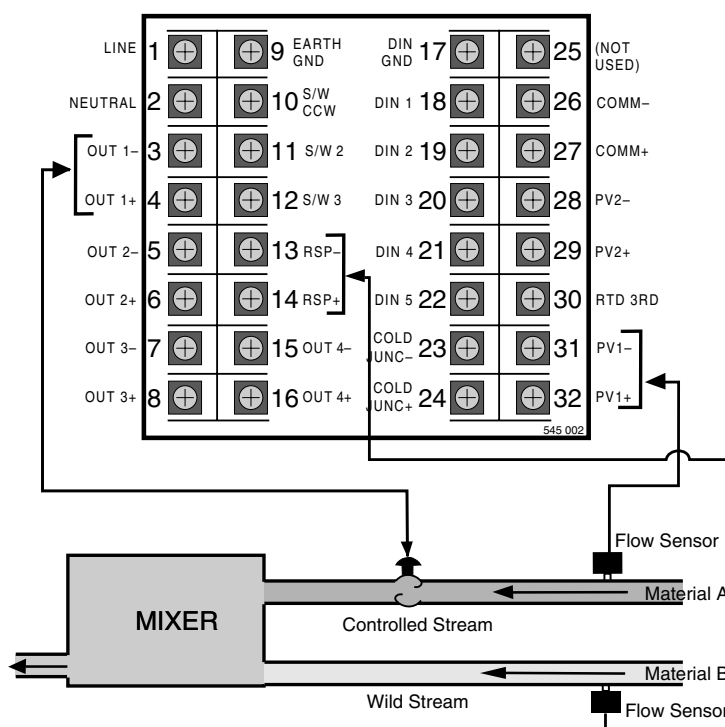 LINE 1
9 EARTH GND
DIN GND 17
25 (NOT USED)
NEUTRAL 2
10 S/W CCW
DIN 1 18
26 COMM−
OUT 1− 3
11 S/W 2
DIN 2 19
27 COMM+
OUT 1+ 4
12 S/W 3
DIN 3 20
28 PV2−
OUT 2− 5
13 RSP−
DIN 4 21
29 PV2+
OUT 2+ 6
14 RSP+
DIN 5 22
30 RTD 3RD
OUT 3− 7
15 OUT 4−
COLD JUNC− 23
31 PV1−
OUT 3+ 8
16 OUT 4+
COLD JUNC+ 24
32 PV1+
545 002
Flow Sensor
Material A
MIXER
Controlled Stream
Material B
Wild Stream
Flow Sensor